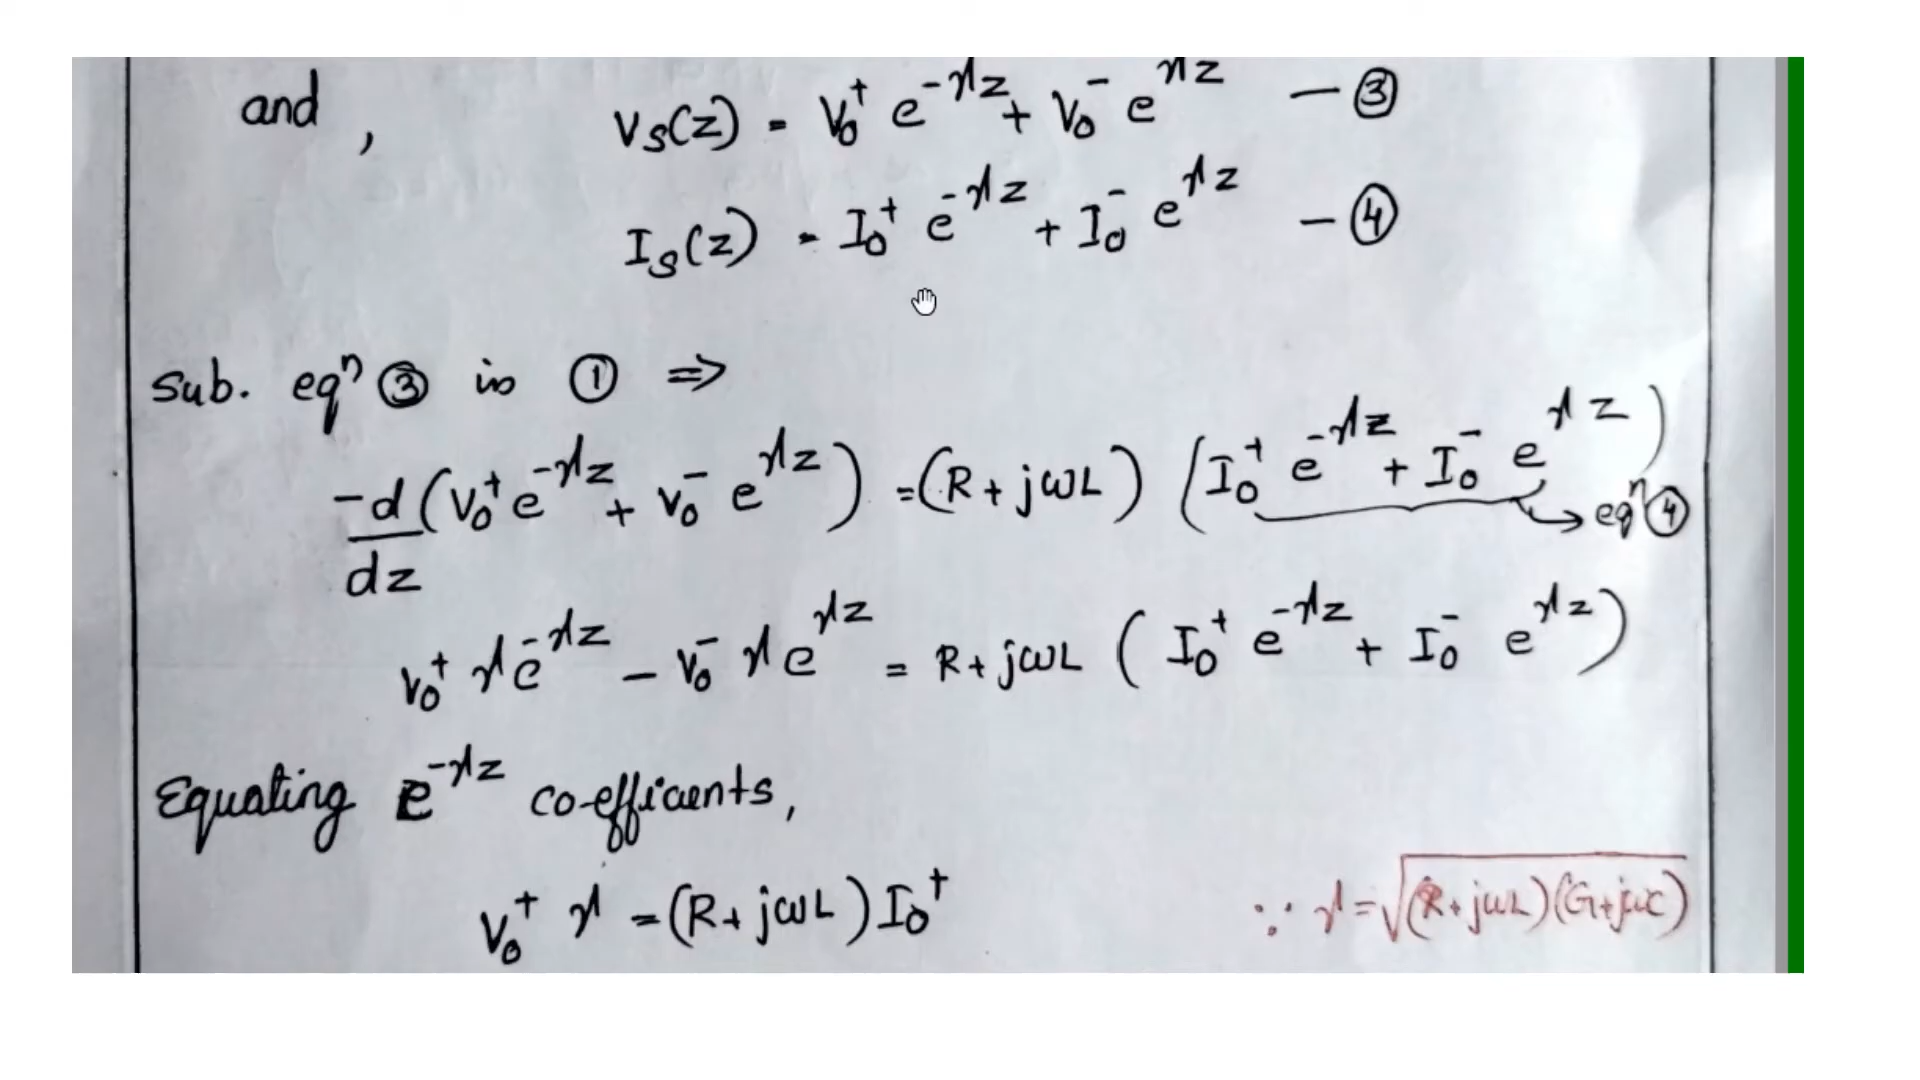 and, Vs(z) = V₀⁺ e^-γz + V₀⁻ e^γz - ③
Is(z) = I₀⁺ e^-γz + I₀⁻ e^γz - ④
Sub. eqⁿ ③ in ① ⇒
-d/dz (V₀⁺ e^-γz + V₀⁻ e^γz) = (R + jωL) (I₀⁺ e^-γz + I₀⁻ e^γz) → eqⁿ ④
V₀⁺ γ e^-γz - V₀⁻ γ e^γz = R + jωL (I₀⁺ e^-γz + I₀⁻ e^γz)
Equating e^-γz co-efficients,
V₀⁺ γ = (R + jωL) I₀⁺ ∵ γ = √(R + jωL)(G + jωC)